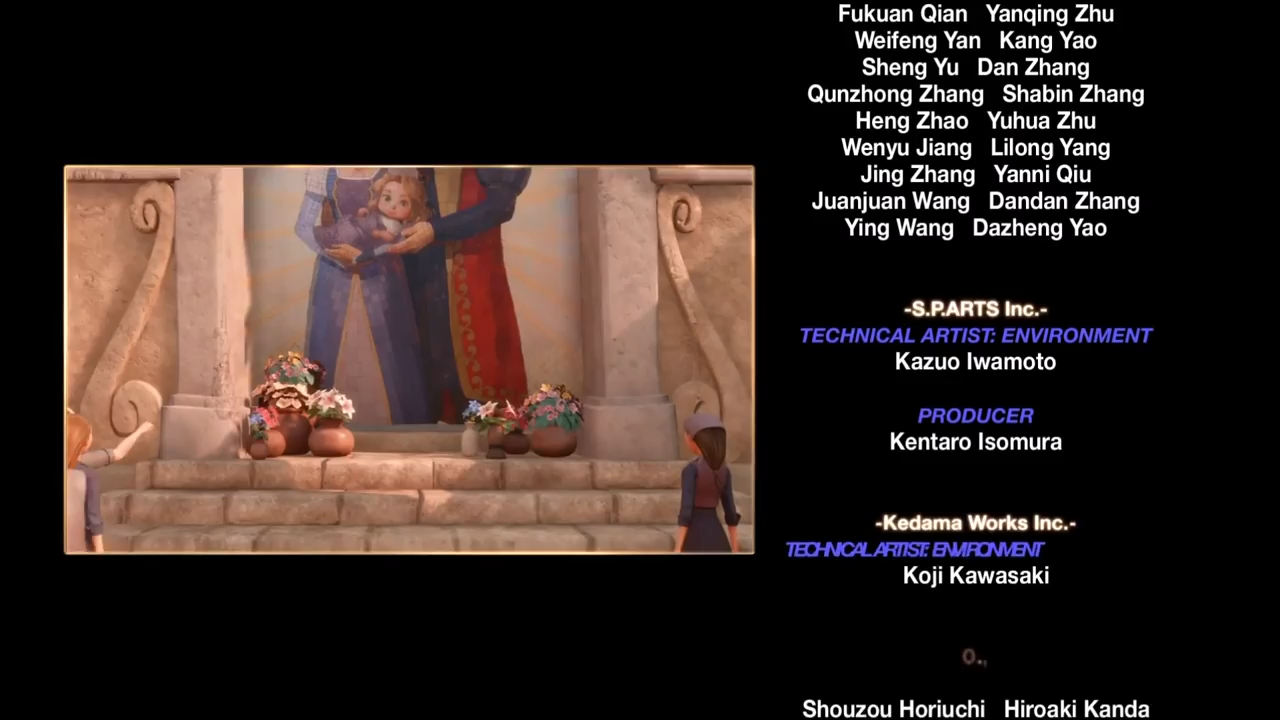 Fukuan Qian Yanqing Zhu
Weifeng Yan Kang Yao
Sheng Yu Dan Zhang
Qunzhong Zhang Shabin Zhang
Heng Zhao Yuhua Zhu
Wenyu Jiang Lilong Yang
Jing Zhang Yanni Qiu
Juanjuan Wang Dandan Zhang
Ying Wang Dazheng Yao
-S.P.ARTS Inc.-
TECHNICAL ARTIST: ENVIRONMENT
Kazuo Iwamoto
PRODUCER
Kentaro Isomura
-Kedama Works Inc.-
TECHNICAL ARTIST: ENVIRONMENT
Koji Kawasaki
Shouzou Horiuchi Hiroaki Kanda